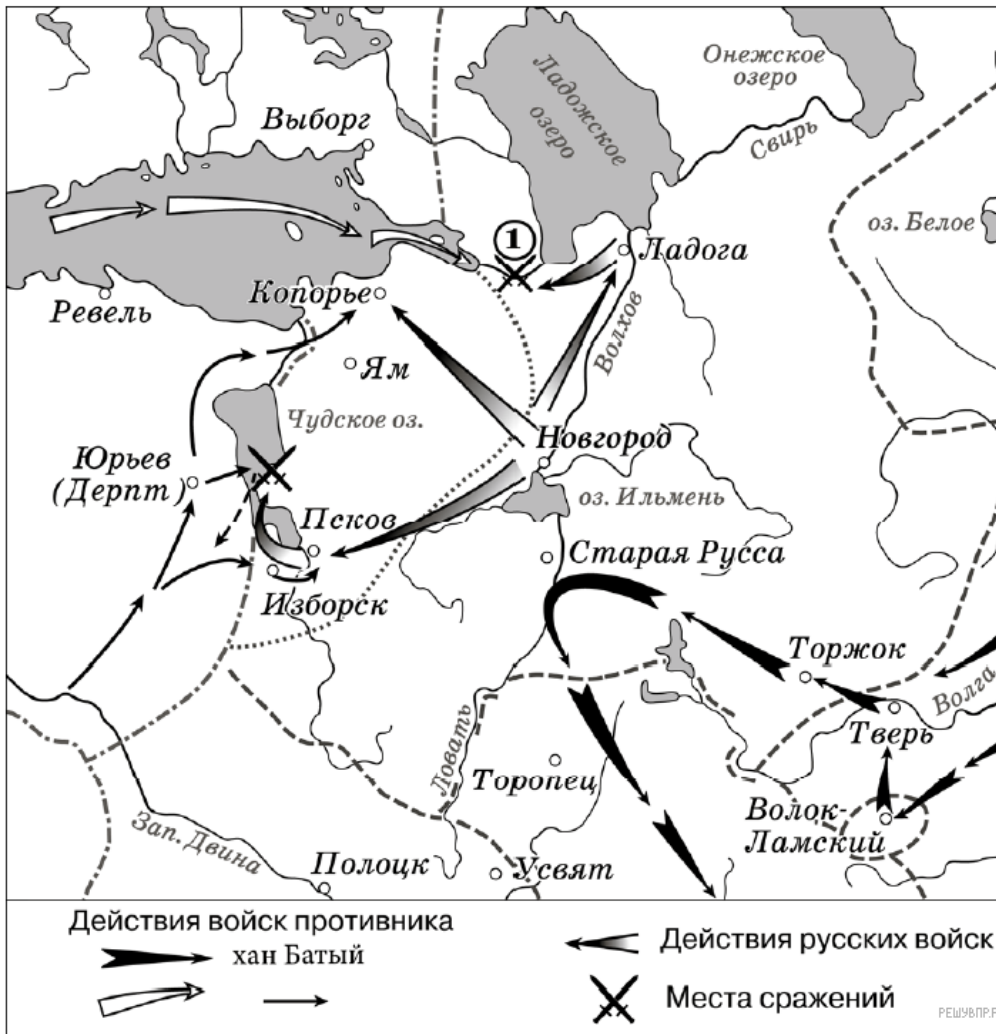 Онежское
озеро
Ладожское
озеро
Выборг
Свирь
оз. Белое
1
Ладога
Копорье
Ревель
Волхов
Ям
Чудское оз.
Новгород
Юрьев
(Дерпт)
оз. Ильмень
Псков
Старая Русса
Изборск
Торжок
Волга
Тверь
Ловать
Торопец
Волок-
Ламский
Зап. Двина
Полоцк
Усвят
Действия войск противника
хан Батый
Действия русских войск
Места сражений
РЕШУВПР.Р